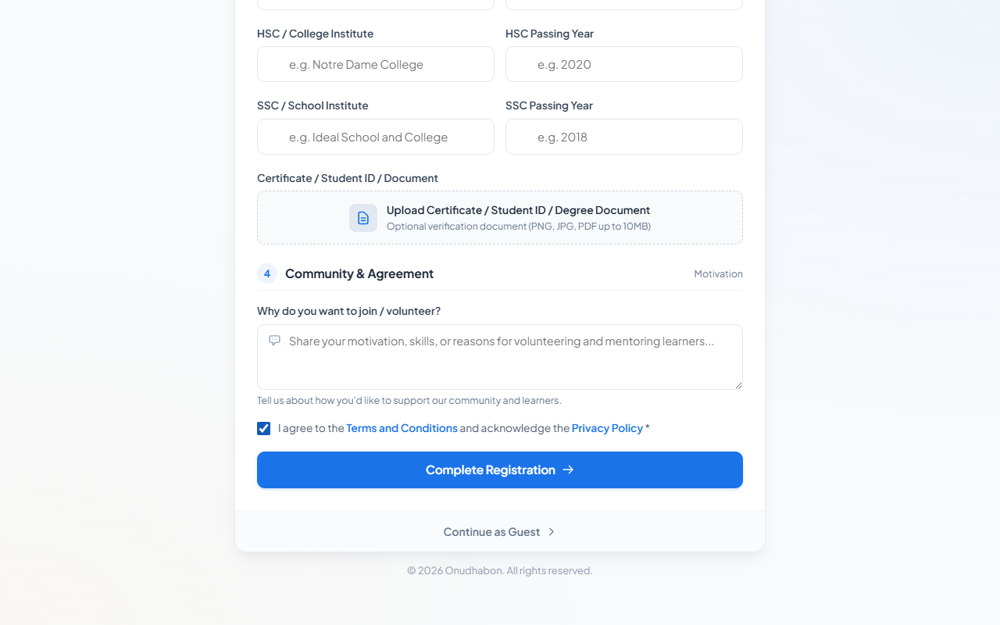 HSC / College Institute
HSC Passing Year
e.g. Notre Dame College
e.g. 2020
SSC / School Institute
SSC Passing Year
e.g. Ideal School and College
e.g. 2018
Certificate / Student ID / Document
Upload Certificate / Student ID / Degree Document
Optional verification document (PNG, JPG, PDF up to 10MB)
4 Community & Agreement
Motivation
Why do you want to join / volunteer?
Share your motivation, skills, or reasons for volunteering and mentoring learners...
Tell us about how you'd like to support our community and learners.
I agree to the Terms and Conditions and acknowledge the Privacy Policy *
Complete Registration →
Continue as Guest
© 2026 Onudhabon. All rights reserved.